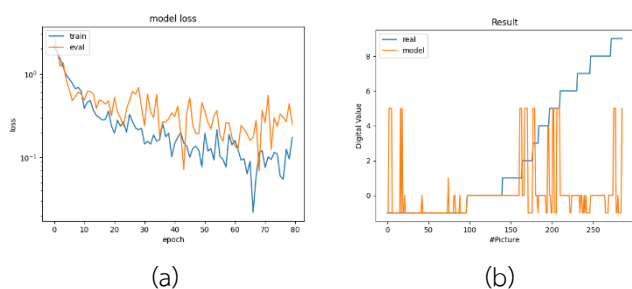 model loss
train
eval
10⁰
10⁻¹
loss
0 10 20 30 40 50 60 70 80
epoch
(a)
Result
real
model
8
6
4
2
0
Digital Value
0 50 100 150 200 250
#Picture
(b)